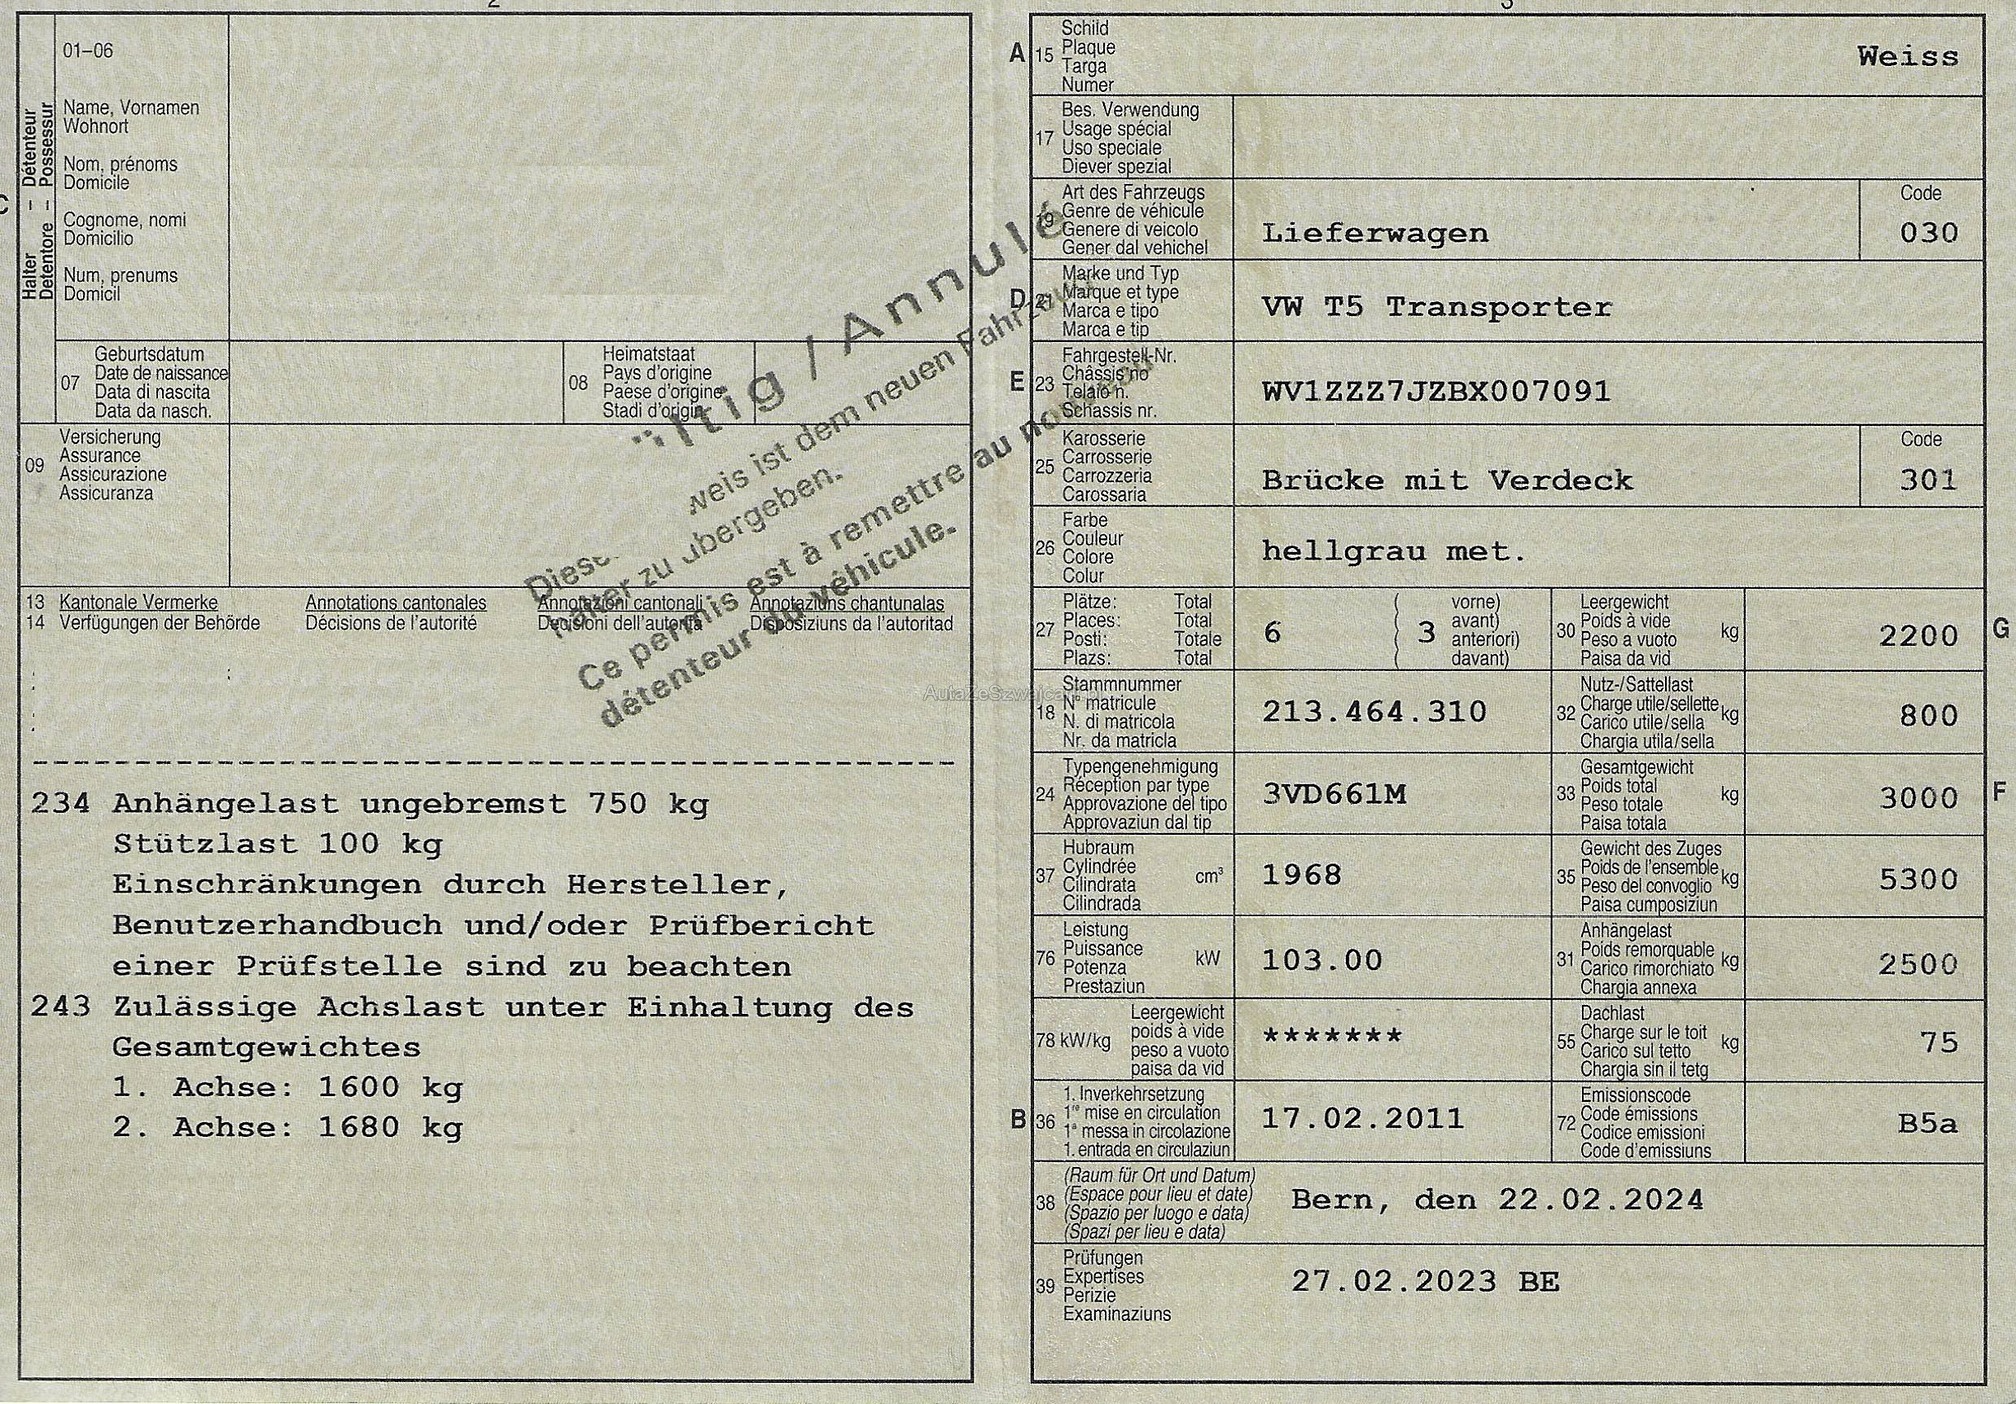 2
01–06
Name, Vornamen
Wohnort
Nom, prénoms
Domicile
Cognome, nomi
Domicilio
Num, prenums
Domicil
C
Halter – Détenteur
Detentore – Possessur
07
Geburtsdatum
Date de naissance
Data di nascita
Data da nasch.
08
Heimatstaat
Pays d'origine
Paese d'origine
Stadi d'origin
09
Versicherung
Assurance
Assicurazione
Assicuranza
ültig / Annulé
Diese weis ist dem neuen Fahrzeug
halter zu übergeben.
Ce permis est à remettre au nouveau
détenteur du véhicule.
13 Kantonale Vermerke Annotations cantonales Annotazioni cantonali Annotaziuns chantunalas
14 Verfügungen der Behörde Décisions de l'autorité Decisioni dell'autorità Disposiziuns da l'autoritad
234 Anhängelast ungebremst 750 kg
Stützlast 100 kg
Einschränkungen durch Hersteller,
Benutzerhandbuch und/oder Prüfbericht
einer Prüfstelle sind zu beachten
243 Zulässige Achslast unter Einhaltung des
Gesamtgewichtes
1. Achse: 1600 kg
2. Achse: 1680 kg
3
A 15
Schild
Plaque
Targa
Numer
Weiss
17
Bes. Verwendung
Usage spécial
Uso speciale
Diever spezial
19
Art des Fahrzeugs
Genre de véhicule
Genere di veicolo
Gener dal vehichel
Lieferwagen
Code
030
D 21
Marke und Typ
Marque et type
Marca e tipo
Marca e tip
VW T5 Transporter
E 23
Fahrgestell-Nr.
Châssis no
Telaio n.
Schassis nr.
WV1ZZZ7JZBX007091
25
Karosserie
Carrosserie
Carrozzeria
Carossaria
Brücke mit Verdeck
Code
301
26
Farbe
Couleur
Colore
Colur
hellgrau met.
27
Plätze: Total
Places: Total
Posti: Totale
Plazs: Total
6
( vorne)
( avant)
( anteriori)
( davant)
3
30
Leergewicht
Poids à vide
Peso a vuoto
Paisa da vid
kg
2200
G
18
Stammnummer
N° matricule
N. di matricola
Nr. da matricla
213.464.310
32
Nutz-/Sattellast
Charge utile/sellette
Carico utile/sella
Chargia utila/sella
kg
800
AutaZeSzwajcarii
24
Typengenehmigung
Réception par type
Approvazione del tipo
Approvaziun dal tip
3VD661M
33
Gesamtgewicht
Poids total
Peso totale
Paisa totala
kg
3000
F
37
Hubraum
Cylindrée
Cilindrata
Cilindrada
cm³
1968
35
Gewicht des Zuges
Poids de l'ensemble
Peso del convoglio
Paisa cumposiziun
kg
5300
76
Leistung
Puissance
Potenza
Prestaziun
kW
103.00
31
Anhängelast
Poids remorquable
Carico rimorchiato
Chargia annexa
kg
2500
78 kW/kg
Leergewicht
poids à vide
peso a vuoto
paisa da vid
*******
55
Dachlast
Charge sur le toit
Carico sul tetto
Chargia sin il tetg
kg
75
B 36
1. Inverkehrsetzung
1re mise en circulation
1a messa in circolazione
1. entrada en circulaziun
17.02.2011
72
Emissionscode
Code émissions
Codice emissioni
Code d'emissiuns
B5a
38
(Raum für Ort und Datum)
(Espace pour lieu et date)
(Spazio per luogo e data)
(Spazi per lieu e data)
Bern, den 22.02.2024
39
Prüfungen
Expertises
Perizie
Examinaziuns
27.02.2023 BE